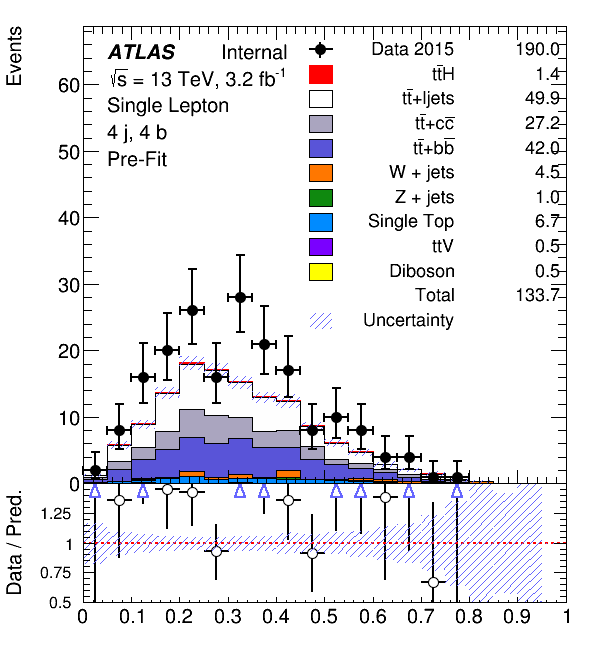 Events
ATLAS Internal
√s = 13 TeV, 3.2 fb⁻¹
Single Lepton
4 j, 4 b
Pre-Fit
Data 2015 190.0
tt̄H 1.4
tt̄+ljets 49.9
tt̄+cc̄ 27.2
tt̄+bb̄ 42.0
W + jets 4.5
Z + jets 1.0
Single Top 6.7
ttV 0.5
Diboson 0.5
Total 133.7
Uncertainty
60
50
40
30
20
10
0
Data / Pred.
1.25
1
0.75
0.5
0 0.1 0.2 0.3 0.4 0.5 0.6 0.7 0.8 0.9 1